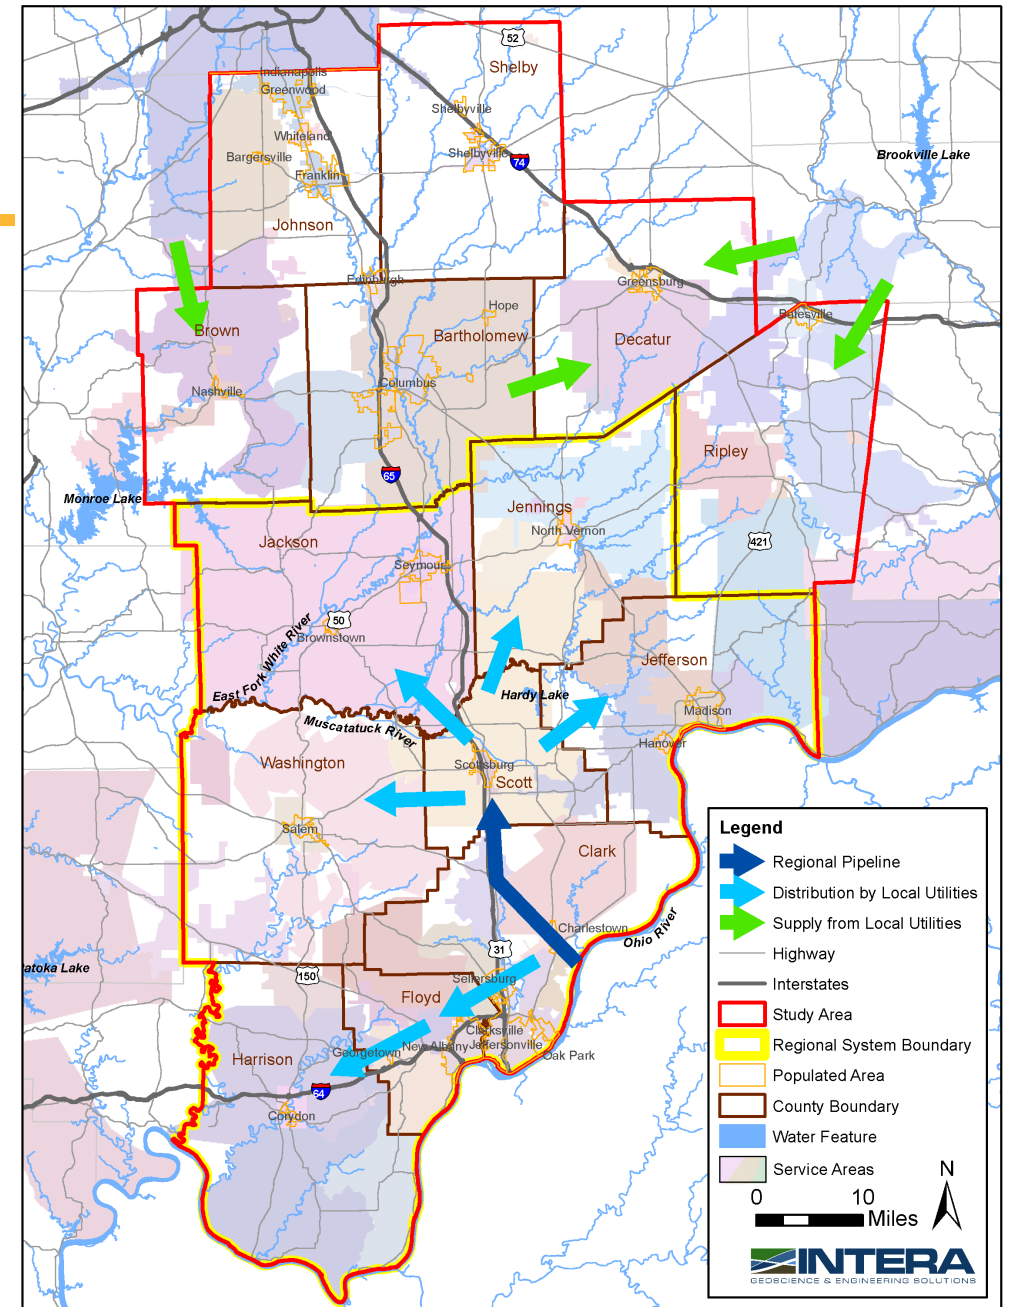 52
Shelby
Indianapolis
Greenwood
Shelbyville
Whiteland
Bargersville
Shelbyville
74
Brookville Lake
Franklin
Johnson
Edinburgh
Greensburg
Hope
Batesville
Brown
Bartholomew
Decatur
Columbus
Nashville
Ripley
65
Monroe Lake
Jennings
North Vernon
Jackson
421
Seymour
50
Brownstown
East Fork White River
Jefferson
Hardy Lake
Madison
Muscatatuck River
Hanover
Washington
Scottsburg
Scott
Salem
Clark
Charlestown
Ohio River
31
atoka Lake
150
Sellersburg
Floyd
Clarksville
New Albany
Jeffersonville
Georgetown
Oak Park
Harrison
64
Corydon
Legend
Regional Pipeline
Distribution by Local Utilities
Supply from Local Utilities
Highway
Interstates
Study Area
Regional System Boundary
Populated Area
County Boundary
Water Feature
Service Areas
N
0 10
Miles
INTERA
GEOSCIENCE & ENGINEERING SOLUTIONS